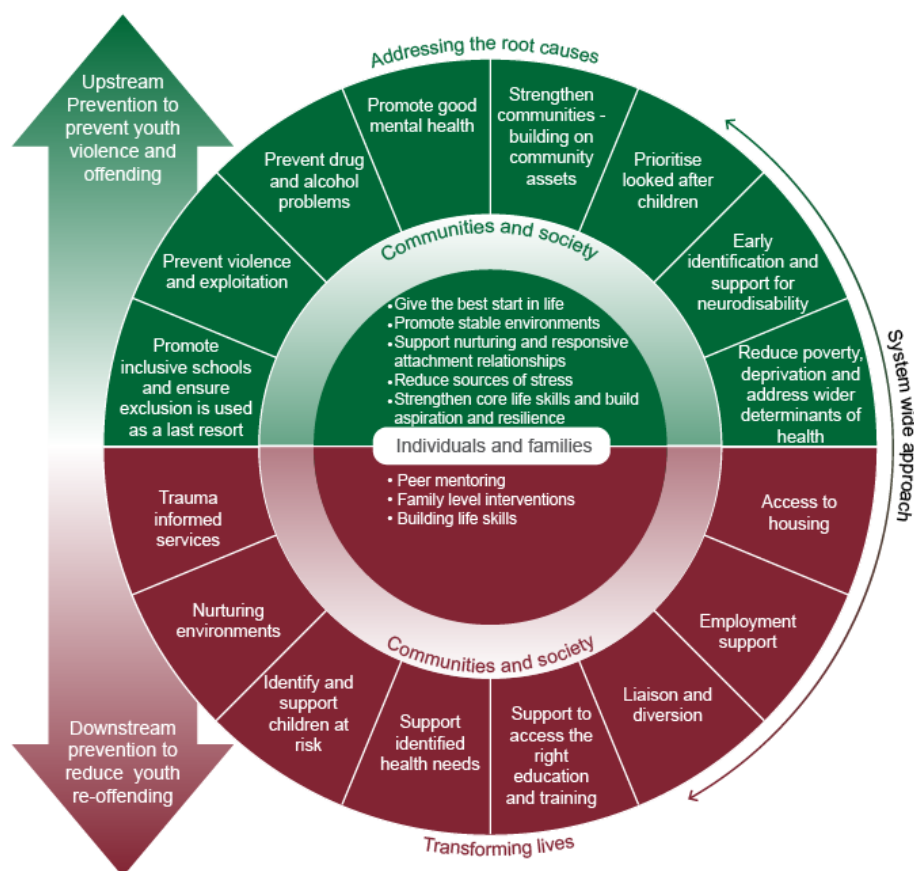 Addressing the root causes
Upstream
Prevention to
prevent youth
violence and
offending
Promote inclusive schools
and ensure
exclusion is used
as a last resort
Prevent violence
and exploitation
Prevent drug
and alcohol
problems
Promote good
mental health
Strengthen
communities -
building on
community
assets
Prioritise
looked after
children
Early
identification and
support for
neurodisability
Reduce poverty,
deprivation and
address wider
determinants of
health
Communities and society
•Give the best start in life
•Promote stable environments
•Support nurturing and responsive
attachment relationships
•Reduce sources of stress
•Strengthen core life skills and build
aspiration and resilience
Individuals and families
• Peer mentoring
• Family level interventions
• Building life skills
Communities and society
System wide approach
Trauma
informed
services
Nurturing
environments
Identify and
support
children at
risk
Support
identified
health needs
Support to
access the
right
education
and training
Liaison and
diversion
Employment
support
Access to
housing
Downstream
prevention to
reduce youth
re-offending
Transforming lives